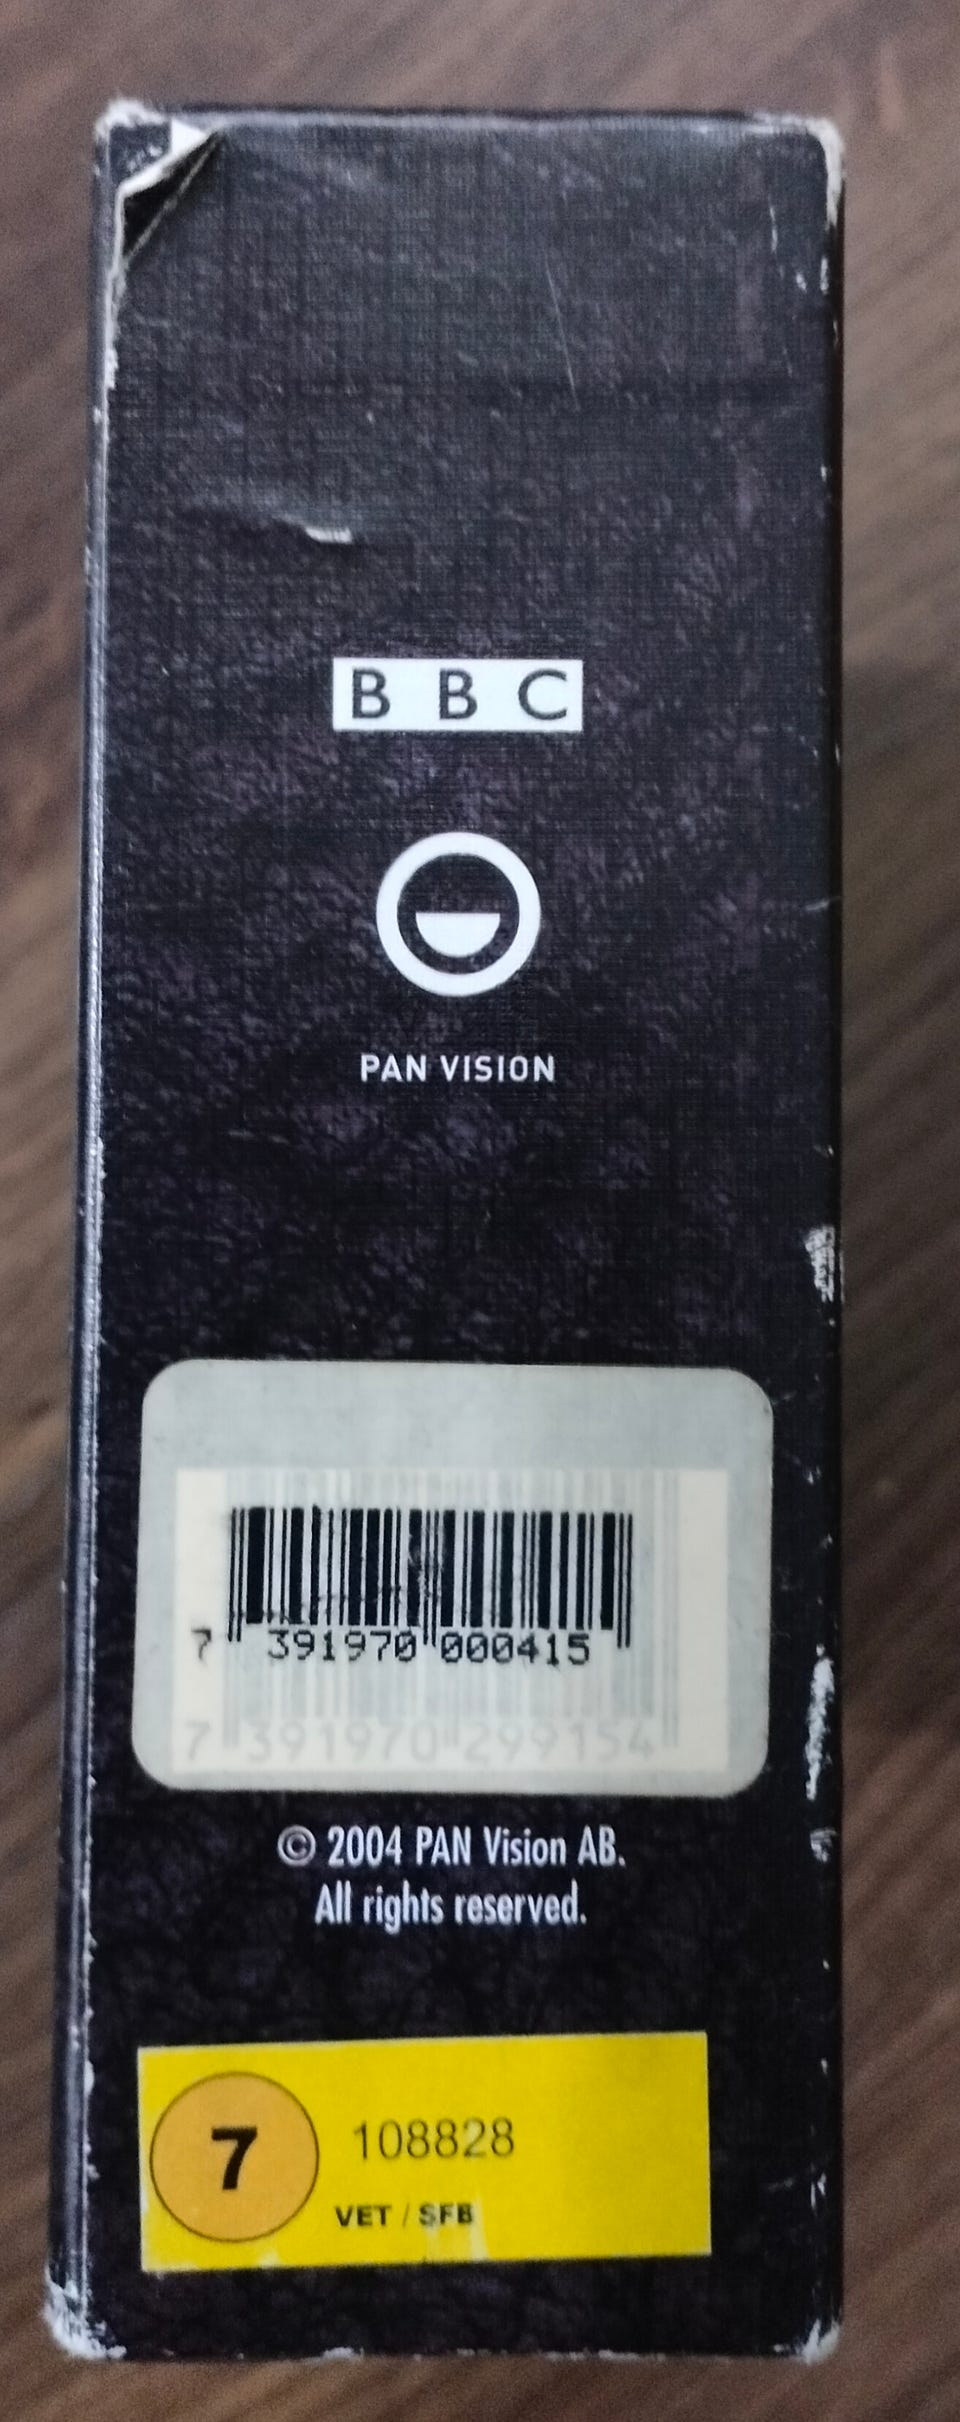 BBC
PAN VISION
7 391970 000415
7 391970 299154
© 2004 PAN Vision AB.
All rights reserved.
7 108828
VET / SFB